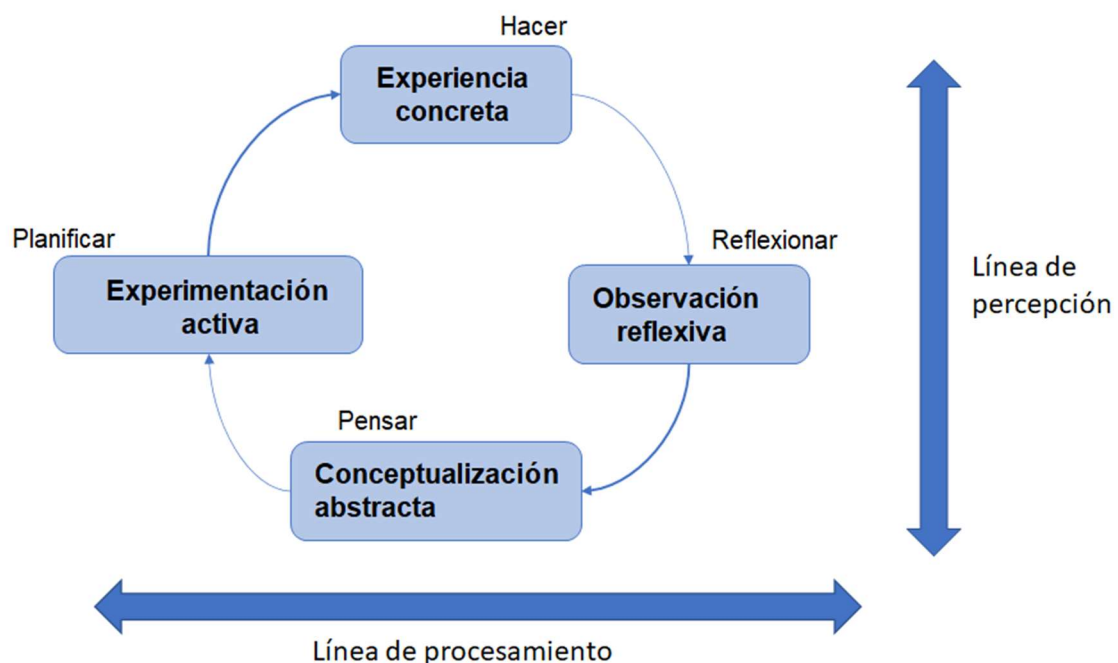 Hacer
Experiencia
concreta
Planificar
Experimentación
activa
Reflexionar
Observación
reflexiva
Pensar
Conceptualización
abstracta
Línea de
percepción
Línea de procesamiento